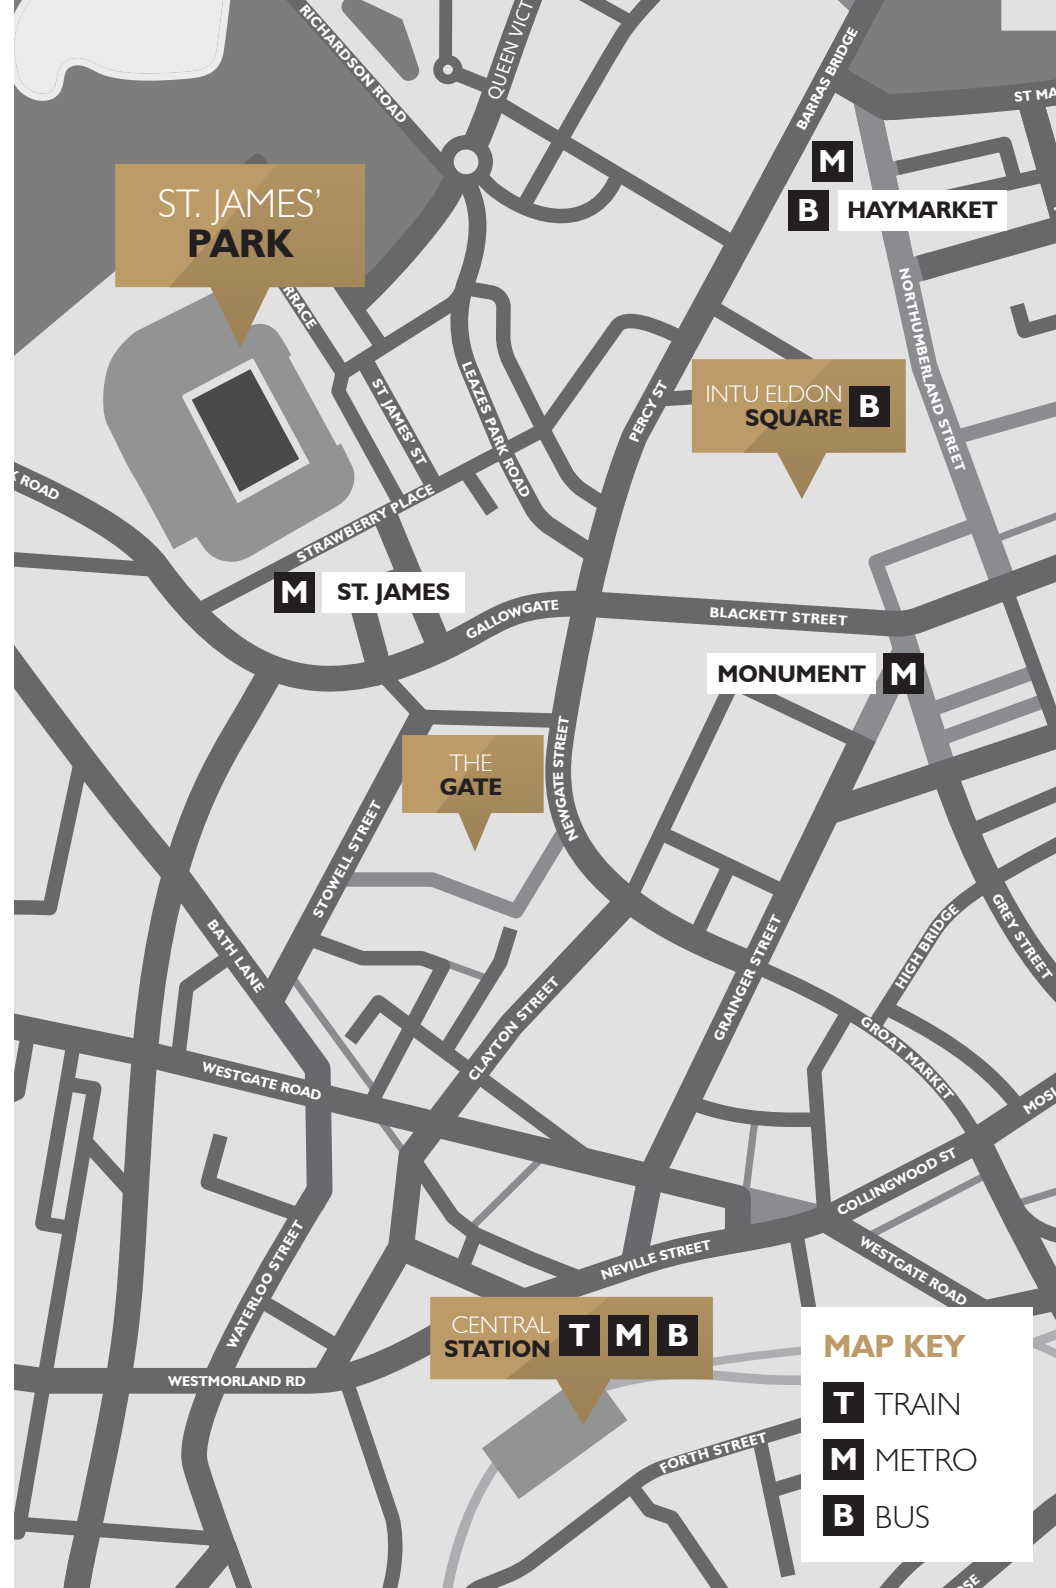 RICHARDSON ROAD
QUEEN VICT
BARRAS BRIDGE
ST MA
M
B HAYMARKET
ST. JAMES'
PARK
RRACE
NORTHUMBERLAND STREET
ST JAMES' ST
LEAZES PARK ROAD
PERCY ST
INTU ELDON
SQUARE B
K ROAD
STRAWBERRY PLACE
M ST. JAMES
GALLOWGATE
BLACKETT STREET
MONUMENT M
NEWGATE STREET
THE
GATE
STOWELL STREET
BATH LANE
HIGH BRIDGE
GREY STREET
GRAINGER STREET
CLAYTON STREET
GROAT MARKET
WESTGATE ROAD
MOSL
COLLINGWOOD ST
NEVILLE STREET
WESTGATE ROAD
WATERLOO STREET
CENTRAL
STATION T M B
WESTMORLAND RD
FORTH STREET
MAP KEY
T TRAIN
M METRO
B BUS
SE